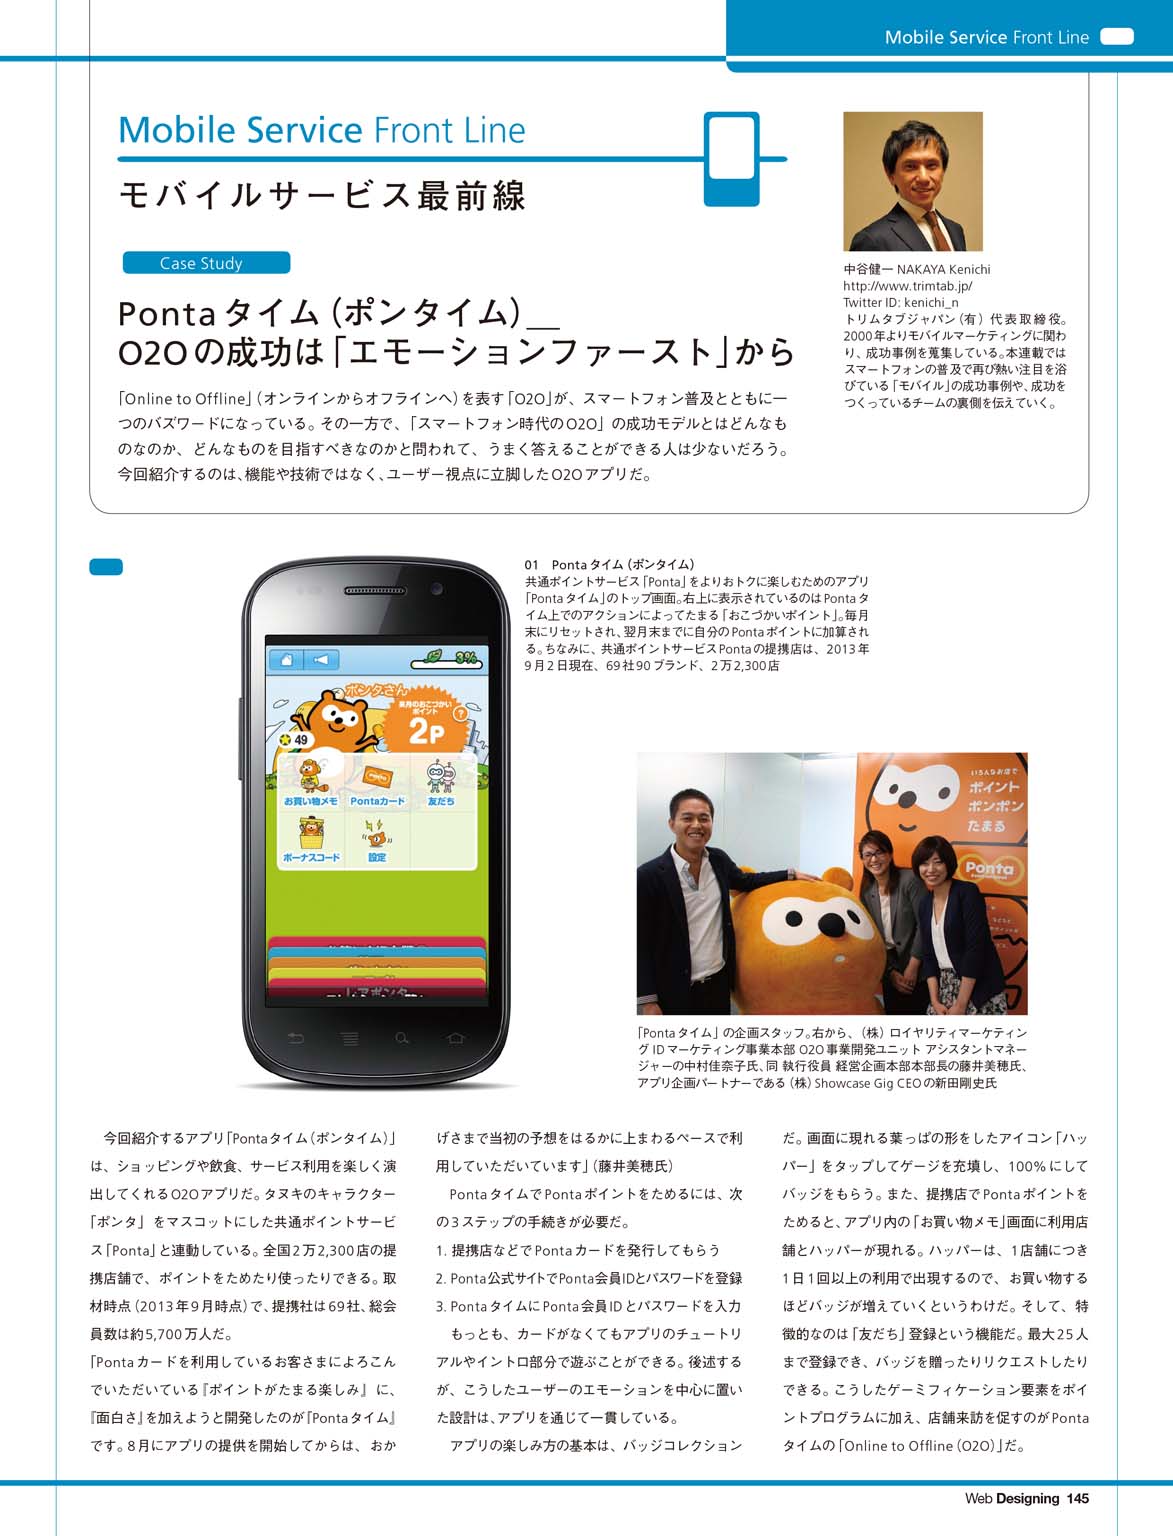 Mobile Service Front Line
Mobile Service Front Line
モバイルサービス最前線
Case Study
Pontaタイム（ポンタイム）__
O2Oの成功は「エモーションファースト」から
「Online to Offline」（オンラインからオフラインへ）を表す「O2O」が、スマートフォン普及とともに一
つのバズワードになっている。その一方で、「スマートフォン時代のO2O」の成功モデルとはどんなも
のなのか、どんなものを目指すべきなのかと問われて、うまく答えることができる人は少ないだろう。
今回紹介するのは、機能や技術ではなく、ユーザー視点に立脚したO2Oアプリだ。
中谷健一 NAKAYA Kenichi
http://www.trimtab.jp/
Twitter ID: kenichi_n
トリムタブジャパン（有）代表取締役。
2000年よりモバイルマーケティングに関わ
り、成功事例を蒐集している。本連載では
スマートフォンの普及で再び熱い注目を浴
びている「モバイル」の成功事例や、成功を
つくっているチームの裏側を伝えていく。
01　Pontaタイム（ポンタイム）
共通ポイントサービス「Ponta」をよりおトクに楽しむためのアプリ
「Pontaタイム」のトップ画面。右上に表示されているのはPontaタ
イム上でのアクションによってたまる「おこづかいポイント」。毎月
末にリセットされ、翌月末までに自分のPontaポイントに加算され
る。ちなみに、共通ポイントサービスPontaの提携店は、2013年
9月2日現在、69社90ブランド、2万2,300店
3%
ポンタさん
来月のおこづかい
ポイント
?
2P
49
お買い物メモ Pontaカード 友だち
ボーナスコード 設定
いろんなお店で
ポイント
ポンポン
たまる
Ponta
「Pontaタイム」の企画スタッフ。右から、（株）ロイヤリティマーケティン
グ IDマーケティング事業本部 O2O事業開発ユニット アシスタントマネー
ジャーの中村佳奈子氏、同 執行役員 経営企画本部本部長の藤井美穂氏、
アプリ企画パートナーである（株）Showcase Gig CEOの新田剛史氏
今回紹介するアプリ「Pontaタイム（ポンタイム）」
は、ショッピングや飲食、サービス利用を楽しく演
出してくれるO2Oアプリだ。タヌキのキャラクター
「ポンタ」をマスコットにした共通ポイントサービ
ス「Ponta」と連動している。全国2万2,300店の提
携店舗で、ポイントをためたり使ったりできる。取
材時点（2013年9月時点）で、提携社は69社、総会
員数は約5,700万人だ。
「Pontaカードを利用しているお客さまによろこん
でいただいている『ポイントがたまる楽しみ』に、
『面白さ』を加えようと開発したのが『Pontaタイム』
です。8月にアプリの提供を開始してからは、おか
げさまで当初の予想をはるかに上まわるペースで利
用していただいています」（藤井美穂氏）
PontaタイムでPontaポイントをためるには、次
の3ステップの手続きが必要だ。
1. 提携店などでPontaカードを発行してもらう
2. Ponta公式サイトでPonta会員IDとパスワードを登録
3. PontaタイムにPonta会員IDとパスワードを入力
もっとも、カードがなくてもアプリのチュートリ
アルやイントロ部分で遊ぶことができる。後述する
が、こうしたユーザーのエモーションを中心に置い
た設計は、アプリを通じて一貫している。
アプリの楽しみ方の基本は、バッジコレクション
だ。画面に現れる葉っぱの形をしたアイコン「ハッ
パー」をタップしてゲージを充填し、100%にして
バッジをもらう。また、提携店でPontaポイントを
ためると、アプリ内の「お買い物メモ」画面に利用店
舗とハッパーが現れる。ハッパーは、1店舗につき
1日1回以上の利用で出現するので、お買い物する
ほどバッジが増えていくというわけだ。そして、特
徴的なのは「友だち」登録という機能だ。最大25人
まで登録でき、バッジを贈ったりリクエストしたり
できる。こうしたゲーミフィケーション要素をポイ
ントプログラムに加え、店舗来訪を促すのがPonta
タイムの「Online to Offline（O2O）」だ。
Web Designing 145